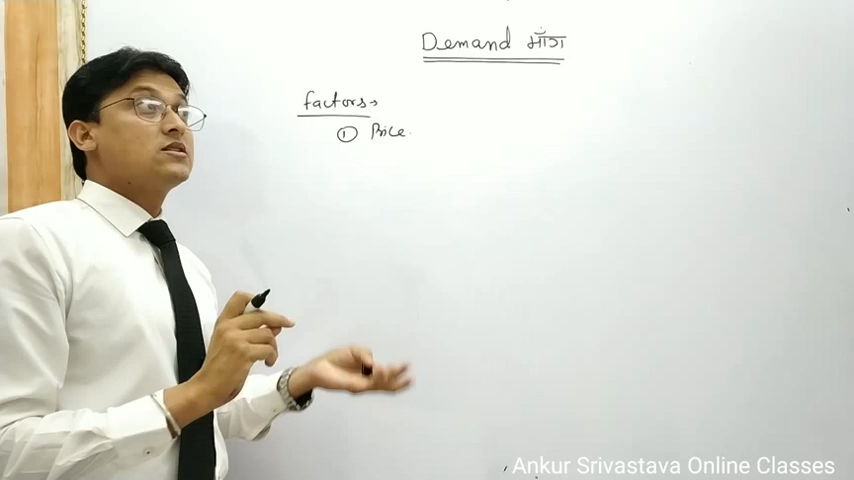 Demand माँग
factors→
① Price.
Ankur Srivastava Online Classes